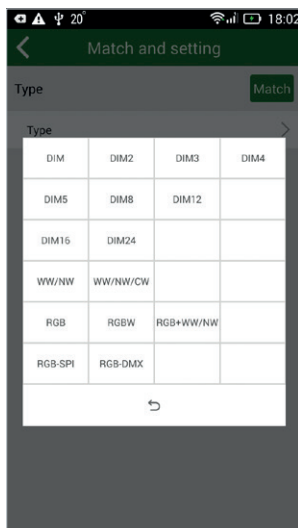 20° 18:02
Match and setting
Type Match
Type
DIM DIM2 DIM3 DIM4
DIM5 DIM8 DIM12
DIM16 DIM24
WW/NW WW/NW/CW
RGB RGBW RGB+WW/NW
RGB-SPI RGB-DMX